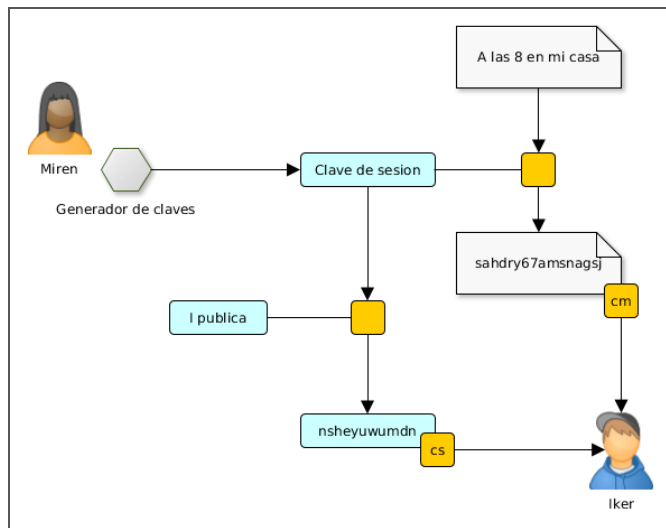 A las 8 en mi casa
Miren
Clave de sesion
Generador de claves
sahdry67amsnagsj
cm
I publica
nsheyuwumdn
cs
Iker